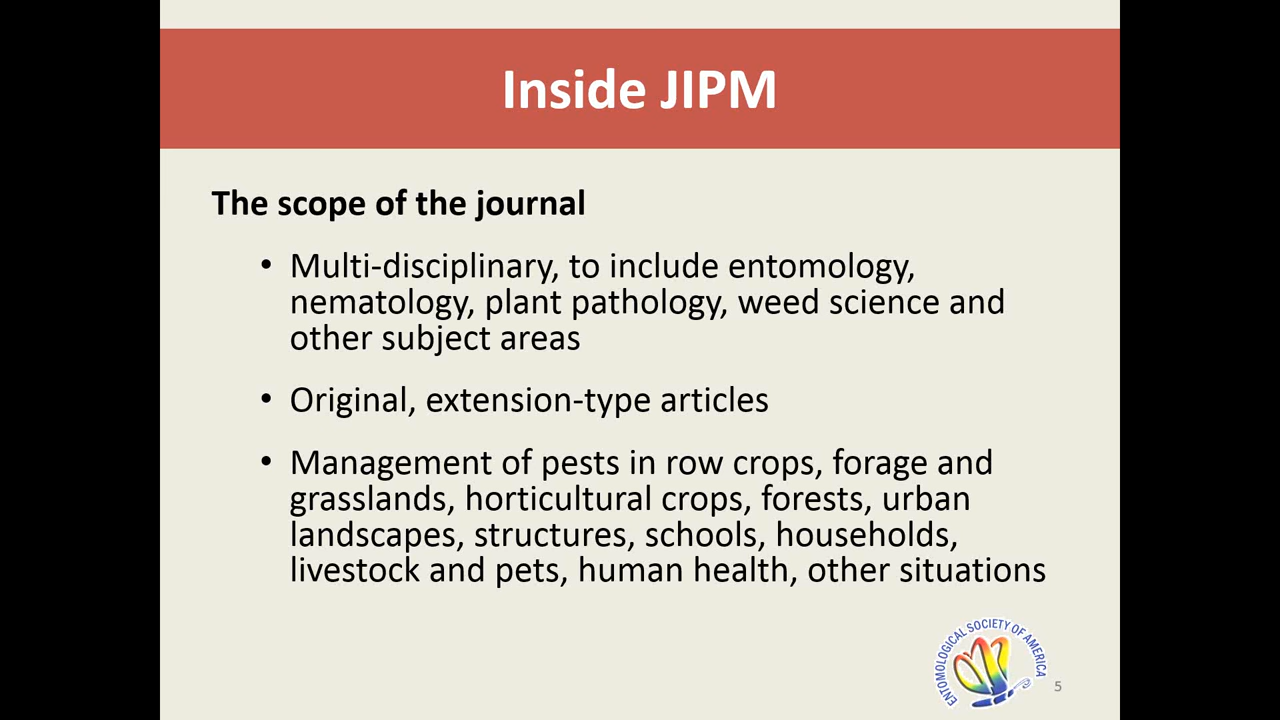 Inside JIPM
The scope of the journal
• Multi-disciplinary, to include entomology,
nematology, plant pathology, weed science and
other subject areas
• Original, extension-type articles
• Management of pests in row crops, forage and
grasslands, horticultural crops, forests, urban
landscapes, structures, schools, households,
livestock and pets, human health, other situations
ENTOMOLOGICAL SOCIETY OF AMERICA
5